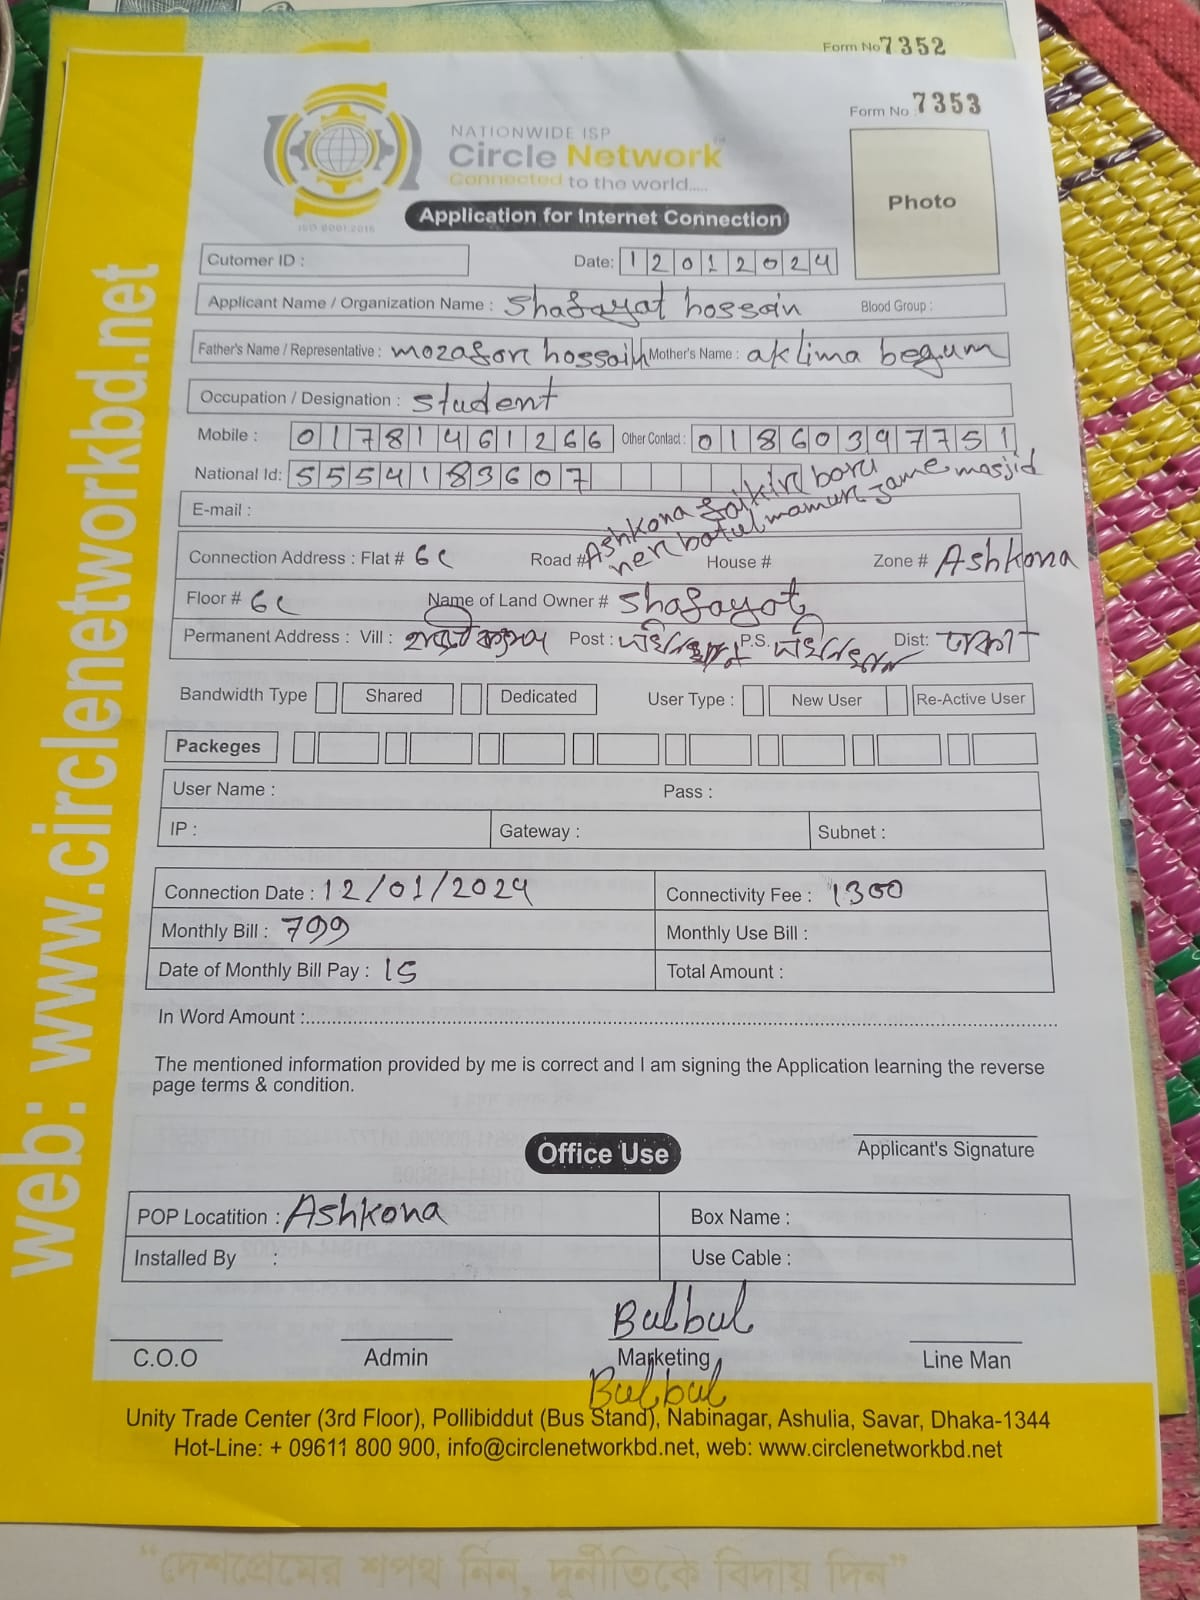 Form No 7352
Form No 7353
NATIONWIDE ISP
Circle Network
Connected to the world.....
ISO 9001:2015
Application for Internet Connection
Photo
Cutomer ID :
Date: 12012024
Applicant Name / Organization Name : Shafayat hossain Blood Group :
Father's Name / Representative : mozaforr hossain Mother's Name : aklima begum
Occupation / Designation : Student
Mobile : 01781461266 Other Contact : 01860397751
National Id: 5554183607
E-mail :
Connection Address : Flat # 6C Road # Ashkona House # Zone # Ashkona
jame masjid
Floor # 6C Name of Land Owner # Shafayat
Permanent Address : Vill : Post : P.S. Dist: ঢাকা
Bandwidth Type Shared Dedicated User Type : New User Re-Active User
Packeges
User Name : Pass :
IP : Gateway : Subnet :
Connection Date : 12/01/2024 Connectivity Fee : 1300
Monthly Bill : 799 Monthly Use Bill :
Date of Monthly Bill Pay : 15 Total Amount :
In Word Amount :
The mentioned information provided by me is correct and I am signing the Application learning the reverse
page terms & condition.
Applicant's Signature
Office Use
POP Locatition : Ashkona Box Name :
Installed By : Use Cable :
Bulbul
C.O.O Admin Marketing Line Man
Bulbul
Unity Trade Center (3rd Floor), Pollibiddut (Bus Stand), Nabinagar, Ashulia, Savar, Dhaka-1344
Hot-Line: + 09611 800 900, info@circlenetworkbd.net, web: www.circlenetworkbd.net
web: www.circlenetworkbd.net
“দেশপ্রেমের শপথ নিন, দুর্নীতিকে বিদায় দিন”